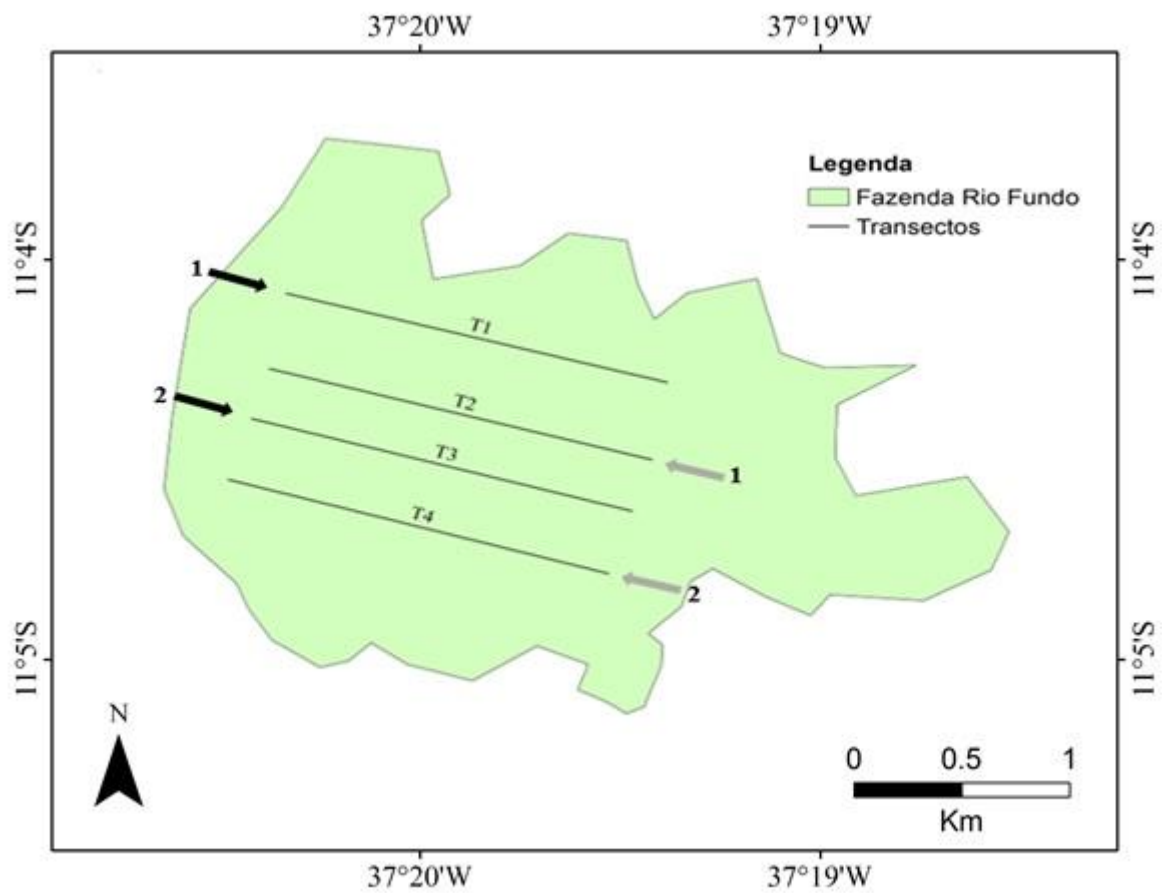 37°20'W 37°19'W
Legenda
Fazenda Rio Fundo
Transectos
11°4'S 11°4'S
1
T1
2
T2
T3
1
T4
2
11°5'S 11°5'S
N
0 0.5 1
Km
37°20'W 37°19'W